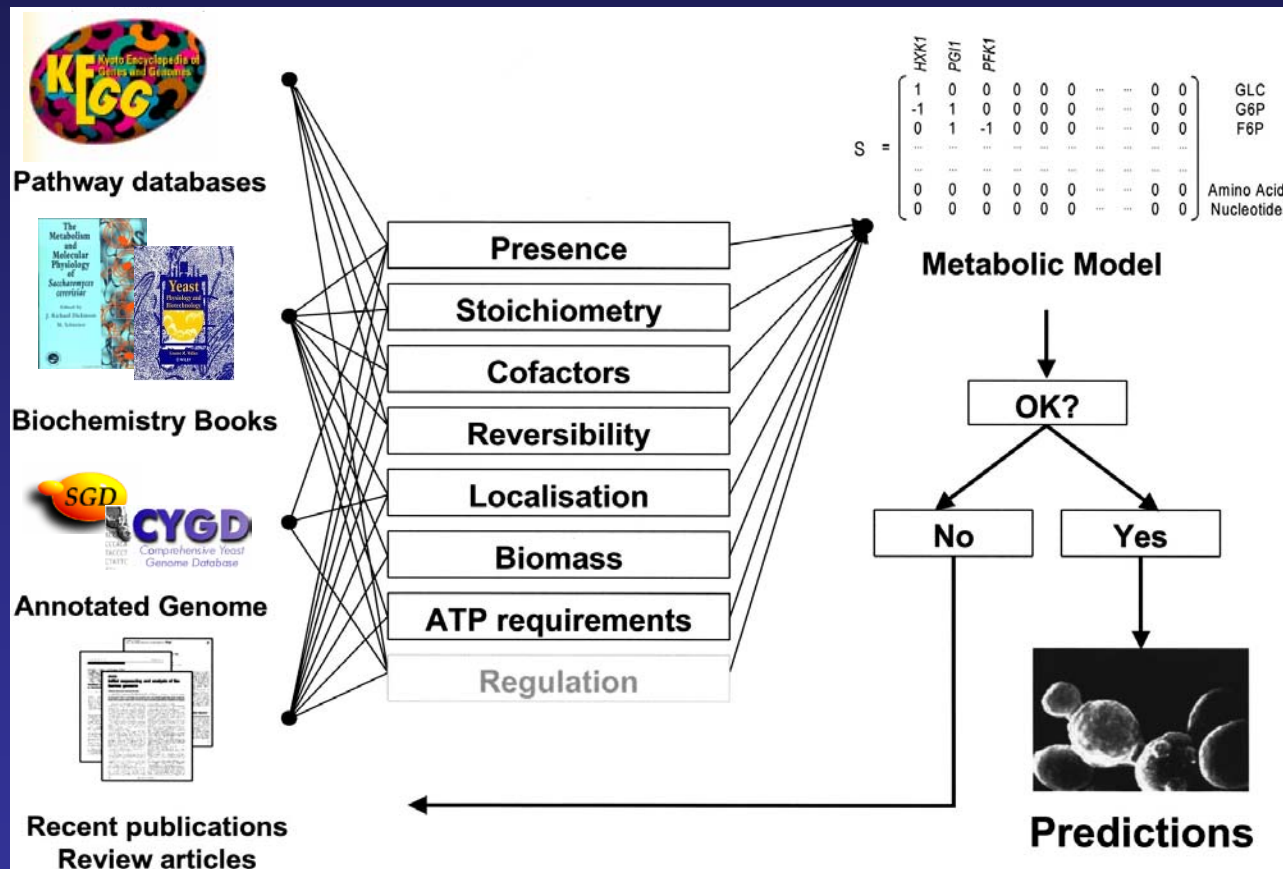 KEGG
Kyoto Encyclopedia of
Genes and Genomes
Pathway databases
The
Metabolism
and
Molecular
Physiology
of
Saccharomyces
cerevisiae
Edited by
J. Richard Dickinson
M. Schweizer
Yeast
Physiology and
Biotechnology
Biochemistry Books
SGD
CYGD
Comprehensive Yeast
Genome Database
Annotated Genome
Recent publications
Review articles
Presence
Stoichiometry
Cofactors
Reversibility
Localisation
Biomass
ATP requirements
Regulation
HXK1 PGI1 PFK1
1 0 0 0 0 0 ... ... 0 0 GLC
-1 1 0 0 0 0 ... ... 0 0 G6P
0 1 -1 0 0 0 ... ... 0 0 F6P
S =
... ... ... ... ... ... ... ... ... ...
... ... ... ... ... ... ... ... ... ...
0 0 0 0 0 0 ... ... 0 0 Amino Acid
0 0 0 0 0 0 ... ... 0 0 Nucleotide
Metabolic Model
OK?
No
Yes
Predictions